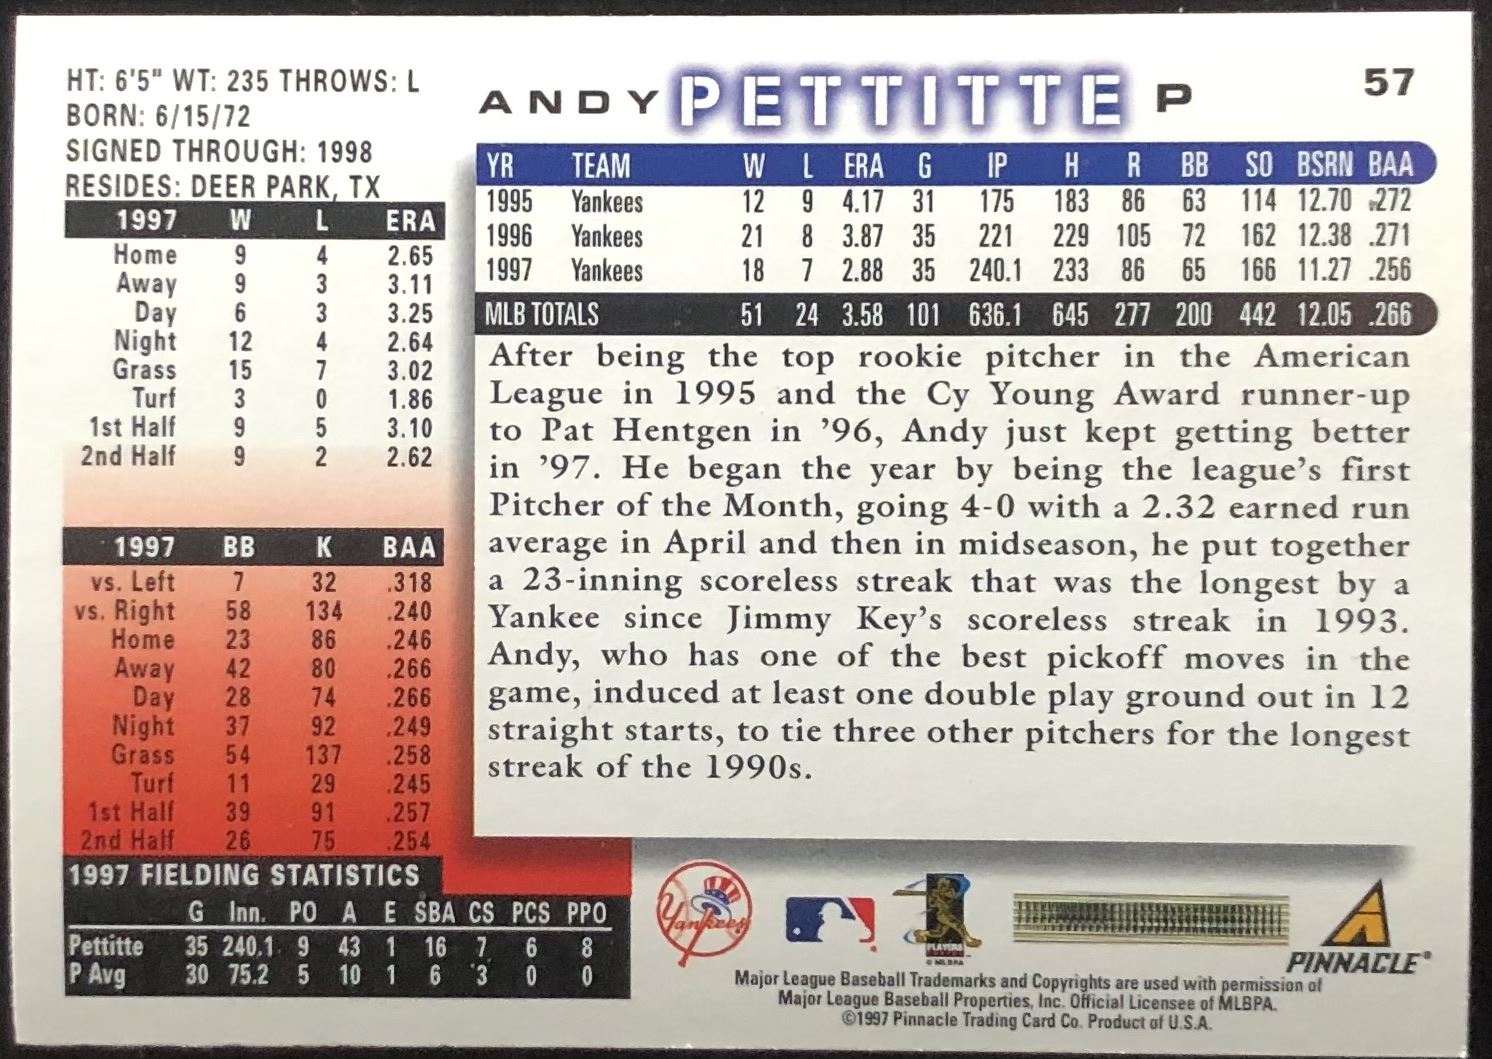 HT: 6'5" WT: 235 THROWS: L
BORN: 6/15/72
SIGNED THROUGH: 1998
RESIDES: DEER PARK, TX
1997 W L ERA
Home 9 4 2.65
Away 9 3 3.11
Day 6 3 3.25
Night 12 4 2.64
Grass 15 7 3.02
Turf 3 0 1.86
1st Half 9 5 3.10
2nd Half 9 2 2.62
1997 BB K BAA
vs. Left 7 32 .318
vs. Right 58 134 .240
Home 23 86 .246
Away 42 80 .266
Day 28 74 .266
Night 37 92 .249
Grass 54 137 .258
Turf 11 29 .245
1st Half 39 91 .257
2nd Half 26 75 .254
1997 FIELDING STATISTICS
G Inn. PO A E SBA CS PCS PPO
Pettitte 35 240.1 9 43 1 16 7 6 8
P Avg 30 75.2 5 10 1 6 3 0 0
ANDY PETTITTE P
57
YR TEAM W L ERA G IP H R BB SO BSRN BAA
1995 Yankees 12 9 4.17 31 175 183 86 63 114 12.70 .272
1996 Yankees 21 8 3.87 35 221 229 105 72 162 12.38 .271
1997 Yankees 18 7 2.88 35 240.1 233 86 65 166 11.27 .256
MLB TOTALS 51 24 3.58 101 636.1 645 277 200 442 12.05 .266
After being the top rookie pitcher in the American
League in 1995 and the Cy Young Award runner-up
to Pat Hentgen in '96, Andy just kept getting better
in '97. He began the year by being the league's first
Pitcher of the Month, going 4-0 with a 2.32 earned run
average in April and then in midseason, he put together
a 23-inning scoreless streak that was the longest by a
Yankee since Jimmy Key's scoreless streak in 1993.
Andy, who has one of the best pickoff moves in the
game, induced at least one double play ground out in 12
straight starts, to tie three other pitchers for the longest
streak of the 1990s.
Yankees
PLAYERS
© MLBPA
PINNACLE®
Major League Baseball Trademarks and Copyrights are used with permission of
Major League Baseball Properties, Inc. Official Licensee of MLBPA.
©1997 Pinnacle Trading Card Co. Product of U.S.A.